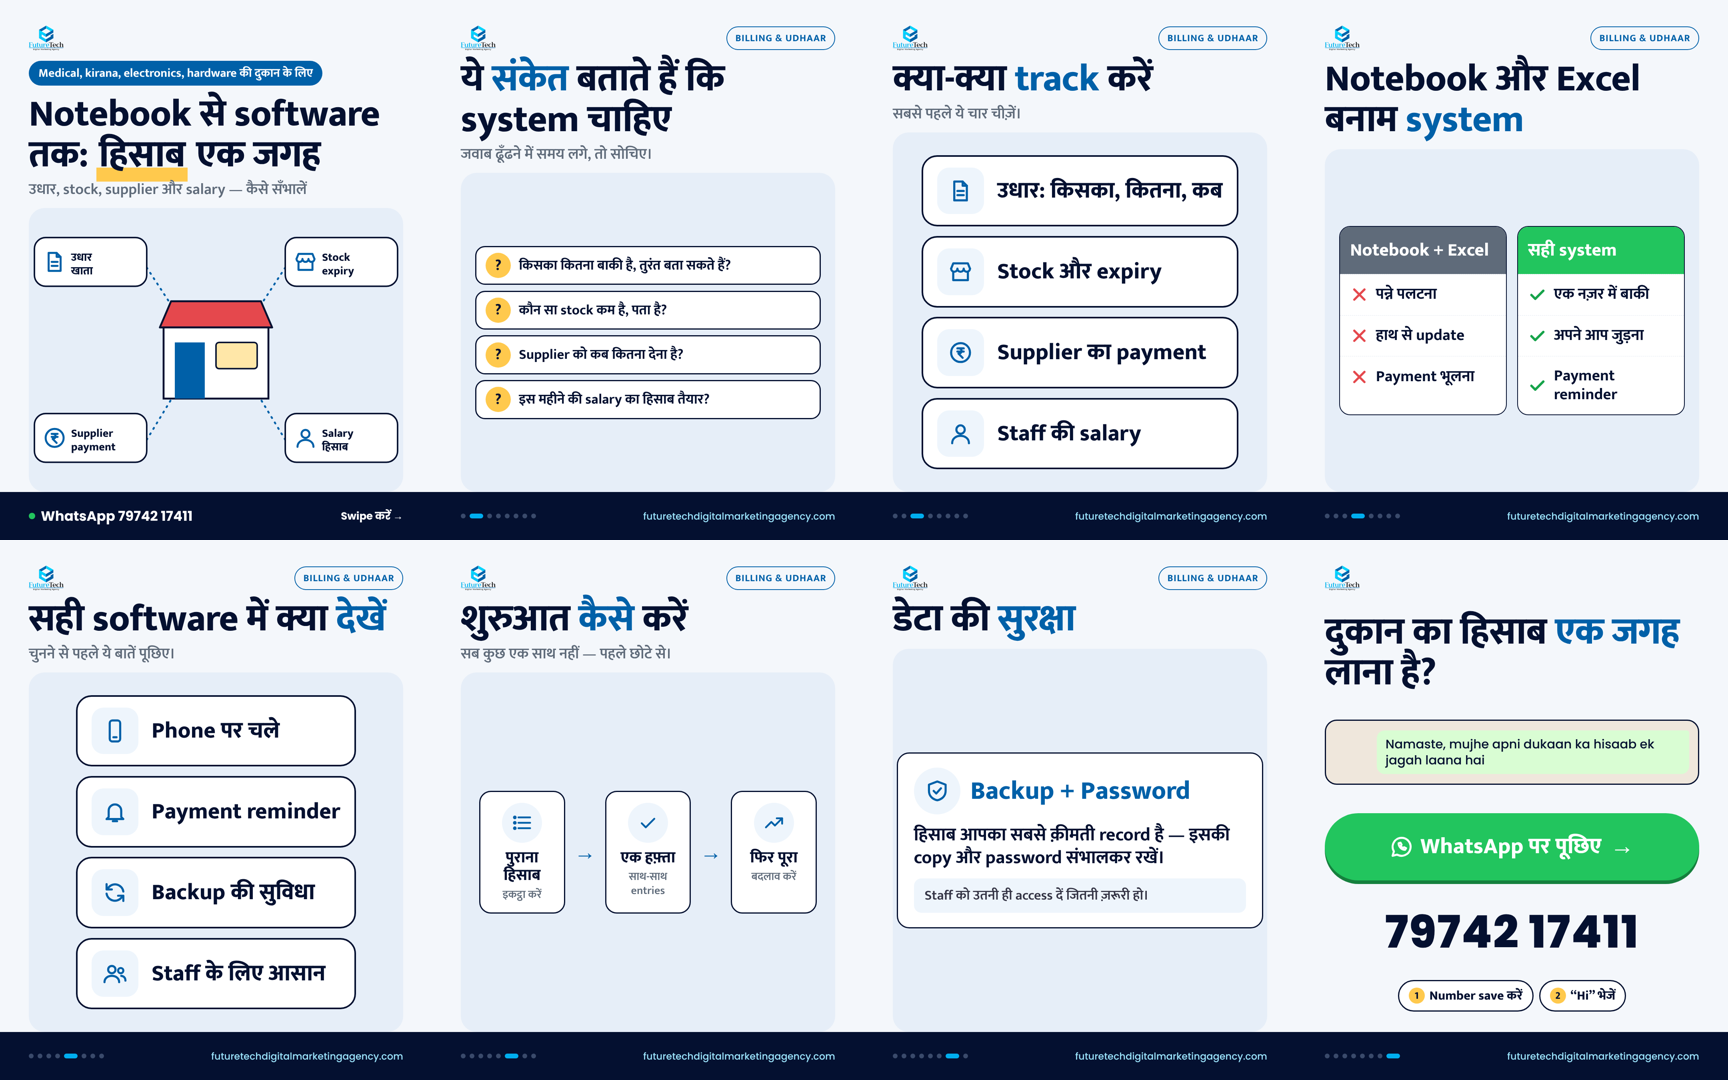 FutureTech
Medical, kirana, electronics, hardware की दुकान के लिए
Notebook से software
तक: हिसाब एक जगह
उधार, stock, supplier और salary — कैसे सँभालें
उधार
खाता
Stock
expiry
Supplier
payment
Salary
हिसाब
WhatsApp 79742 17411
Swipe करें →
FutureTech
BILLING & UDHAAR
ये संकेत बताते हैं कि
system चाहिए
जवाब ढूँढने में समय लगे, तो सोचिए।
? किसका कितना बाकी है, तुरंत बता सकते हैं?
? कौन सा stock कम है, पता है?
? Supplier को कब कितना देना है?
? इस महीने की salary का हिसाब तैयार?
futuretechdigitalmarketingagency.com
FutureTech
BILLING & UDHAAR
क्या-क्या track करें
सबसे पहले ये चार चीज़ें।
उधार: किसका, कितना, कब
Stock और expiry
Supplier का payment
Staff की salary
futuretechdigitalmarketingagency.com
FutureTech
BILLING & UDHAAR
Notebook और Excel
बनाम system
Notebook + Excel
पन्ने पलटना
हाथ से update
Payment भूलना
सही system
एक नज़र में बाकी
अपने आप जुड़ना
Payment
reminder
futuretechdigitalmarketingagency.com
FutureTech
BILLING & UDHAAR
सही software में क्या देखें
चुनने से पहले ये बातें पूछिए।
Phone पर चले
Payment reminder
Backup की सुविधा
Staff के लिए आसान
futuretechdigitalmarketingagency.com
FutureTech
BILLING & UDHAAR
शुरुआत कैसे करें
सब कुछ एक साथ नहीं — पहले छोटे से।
पुराना
हिसाब
इकट्ठा करें
→
एक हफ़्ता
साथ-साथ
entries
→
फिर पूरा
बदलाव करें
futuretechdigitalmarketingagency.com
FutureTech
BILLING & UDHAAR
डेटा की सुरक्षा
Backup + Password
हिसाब आपका सबसे क़ीमती record है — इसकी
copy और password संभालकर रखें।
Staff को उतनी ही access दें जितनी ज़रूरी हो।
futuretechdigitalmarketingagency.com
FutureTech
दुकान का हिसाब एक जगह
लाना है?
Namaste, mujhe apni dukaan ka hisaab ek
jagah laana hai
WhatsApp पर पूछिए →
79742 17411
1 Number save करें
2 “Hi” भेजें
futuretechdigitalmarketingagency.com